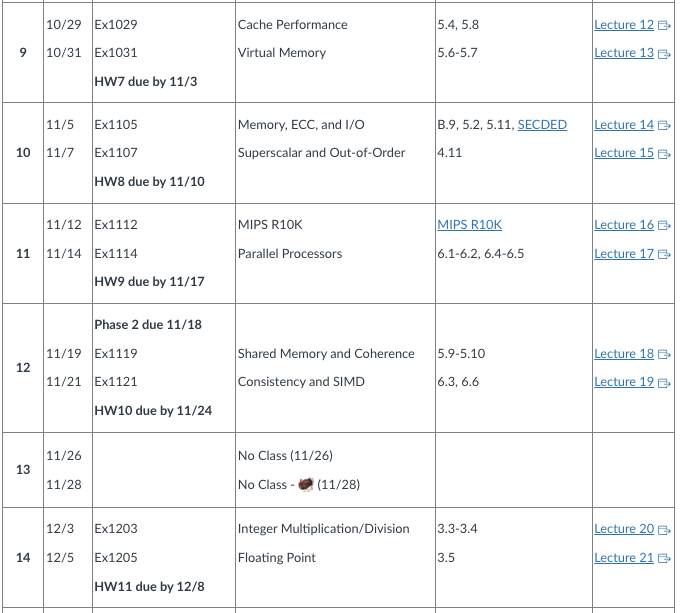 10/29 Ex1029 Cache Performance 5.4, 5.8 Lecture 12
9 10/31 Ex1031 Virtual Memory 5.6-5.7 Lecture 13
HW7 due by 11/3
11/5 Ex1105 Memory, ECC, and I/O B.9, 5.2, 5.11, SECDED Lecture 14
10 11/7 Ex1107 Superscalar and Out-of-Order 4.11 Lecture 15
HW8 due by 11/10
11/12 Ex1112 MIPS R10K MIPS R10K Lecture 16
11 11/14 Ex1114 Parallel Processors 6.1-6.2, 6.4-6.5 Lecture 17
HW9 due by 11/17
Phase 2 due 11/18
12 11/19 Ex1119 Shared Memory and Coherence 5.9-5.10 Lecture 18
11/21 Ex1121 Consistency and SIMD 6.3, 6.6 Lecture 19
HW10 due by 11/24
13 11/26 No Class (11/26)
11/28 No Class - (11/28)
12/3 Ex1203 Integer Multiplication/Division 3.3-3.4 Lecture 20
14 12/5 Ex1205 Floating Point 3.5 Lecture 21
HW11 due by 12/8